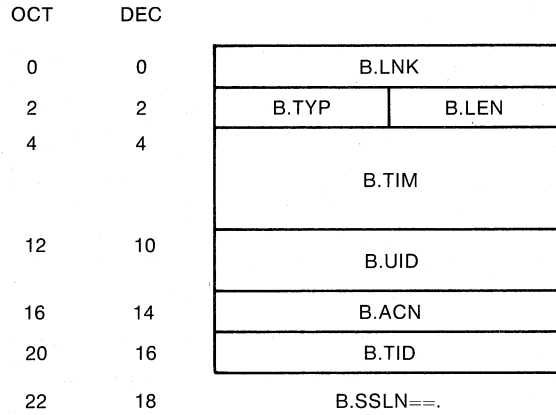 OCT DEC
0 0 B.LNK
2 2 B.TYP B.LEN
4 4
B.TIM
12 10 B.UID
16 14 B.ACN
20 16 B.TID
22 18 B.SSLN==.